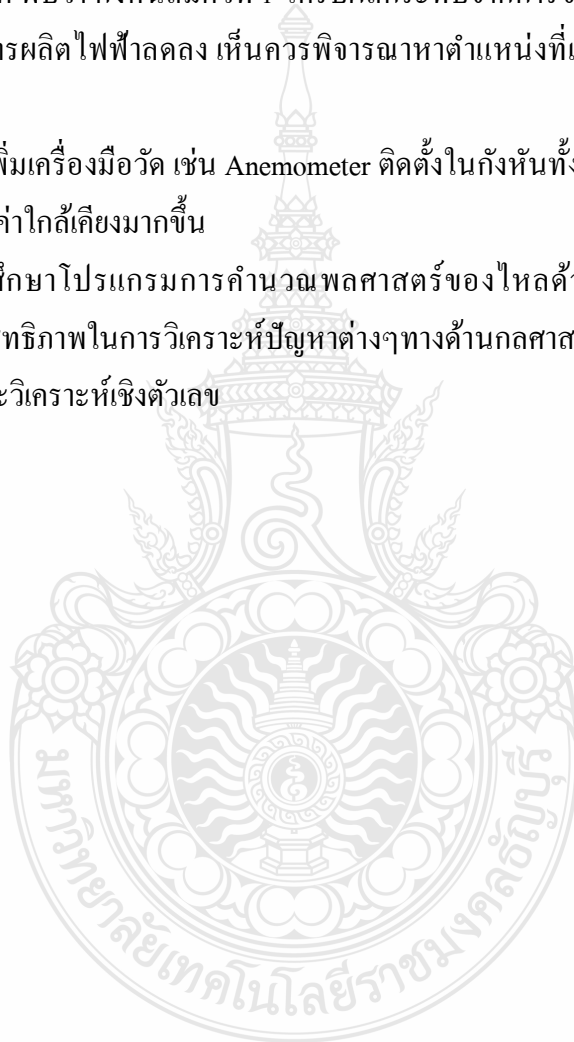 ารผลิตไฟฟ้าลดลง เห็นควรพิจารณาหาตำแหน่งที่เ
พิ่มเครื่องมือวัด เช่น Anemometer ติดตั้งในกังหันทั้ง
ค่าใกล้เคียงมากขึ้น
ศึกษาโปรแกรมการคำนวณพลศาสตร์ของไหลด้ว
สิทธิภาพในการวิเคราะห์ปัญหาต่างๆทางด้านกลศาส
ะวิเคราะห์เชิงตัวเลข
มหาวิทยาลัยเทคโนโลยีราชมงคลธัญบุรี